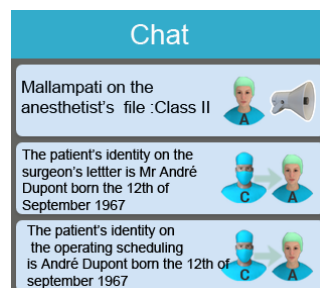 Chat
Mallampati on the
anesthetist's file :Class II
A
The patient's identity on the
surgeon's lettter is Mr André
Dupont born the 12th of
September 1967
C A
The patient's identity on
the operating scheduling
is André Dupont born the 12th of
september 1967
C A